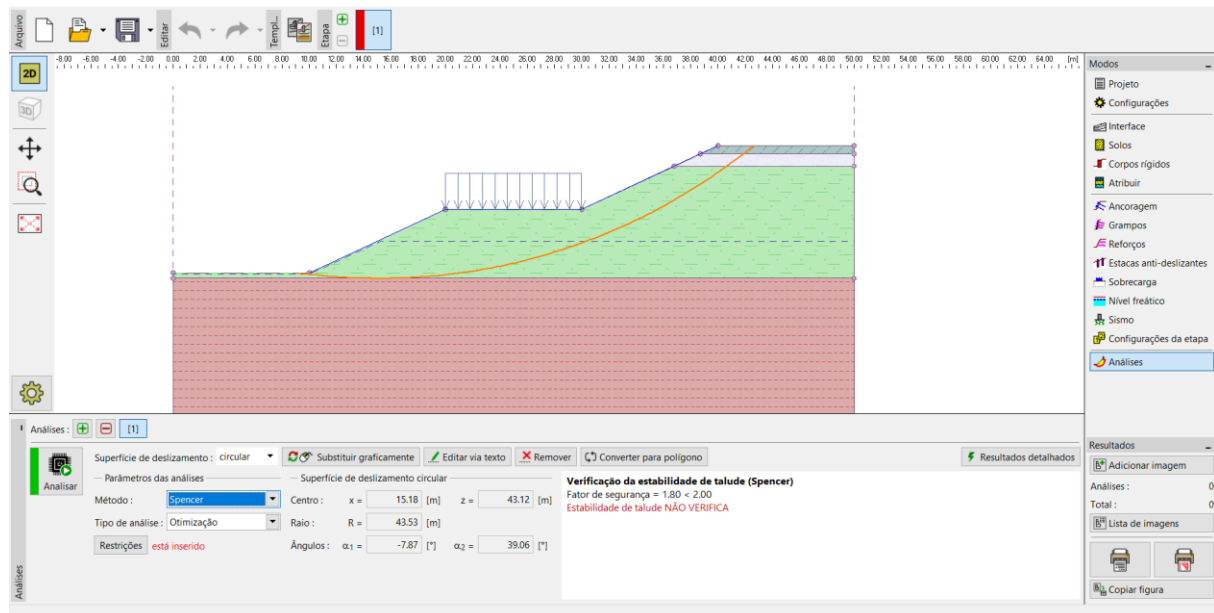 Arquivo
Editar
Templ...
Etapa
[1]
-8.00 -6.00 -4.00 -2.00 0.00 2.00 4.00 6.00 8.00 10.00 12.00 14.00 16.00 18.00 20.00 22.00 24.00 26.00 28.00 30.00 32.00 34.00 36.00 38.00 40.00 42.00 44.00 46.00 48.00 50.00 52.00 54.00 56.00 58.00 60.00 62.00 64.00 [m]
2D
3D
Modos
Projeto
Configurações
Interface
Solos
Corpos rígidos
Atribuir
Ancoragem
Grampos
Reforços
Estacas anti-deslizantes
Sobrecarga
Nível freático
Sismo
Configurações da etapa
Análises
Análises : [1]
Analisar
Superfície de deslizamento : circular Substituir graficamente Editar via texto Remover Converter para polígono Resultados detalhados
Parâmetros das análises
Método : Spencer
Tipo de análise : Otimização
Restrições está inserido
Superfície de deslizamento circular
Centro : x = 15.18 [m] z = 43.12 [m]
Raio : R = 43.53 [m]
Ângulos : α1 = -7.87 [°] α2 = 39.06 [°]
Verificação da estabilidade de talude (Spencer)
Fator de segurança = 1.80 < 2.00
Estabilidade de talude NÃO VERIFICA
Análises
Resultados
Adicionar imagem
Análises : 0
Total : 0
Lista de imagens
Copiar figura